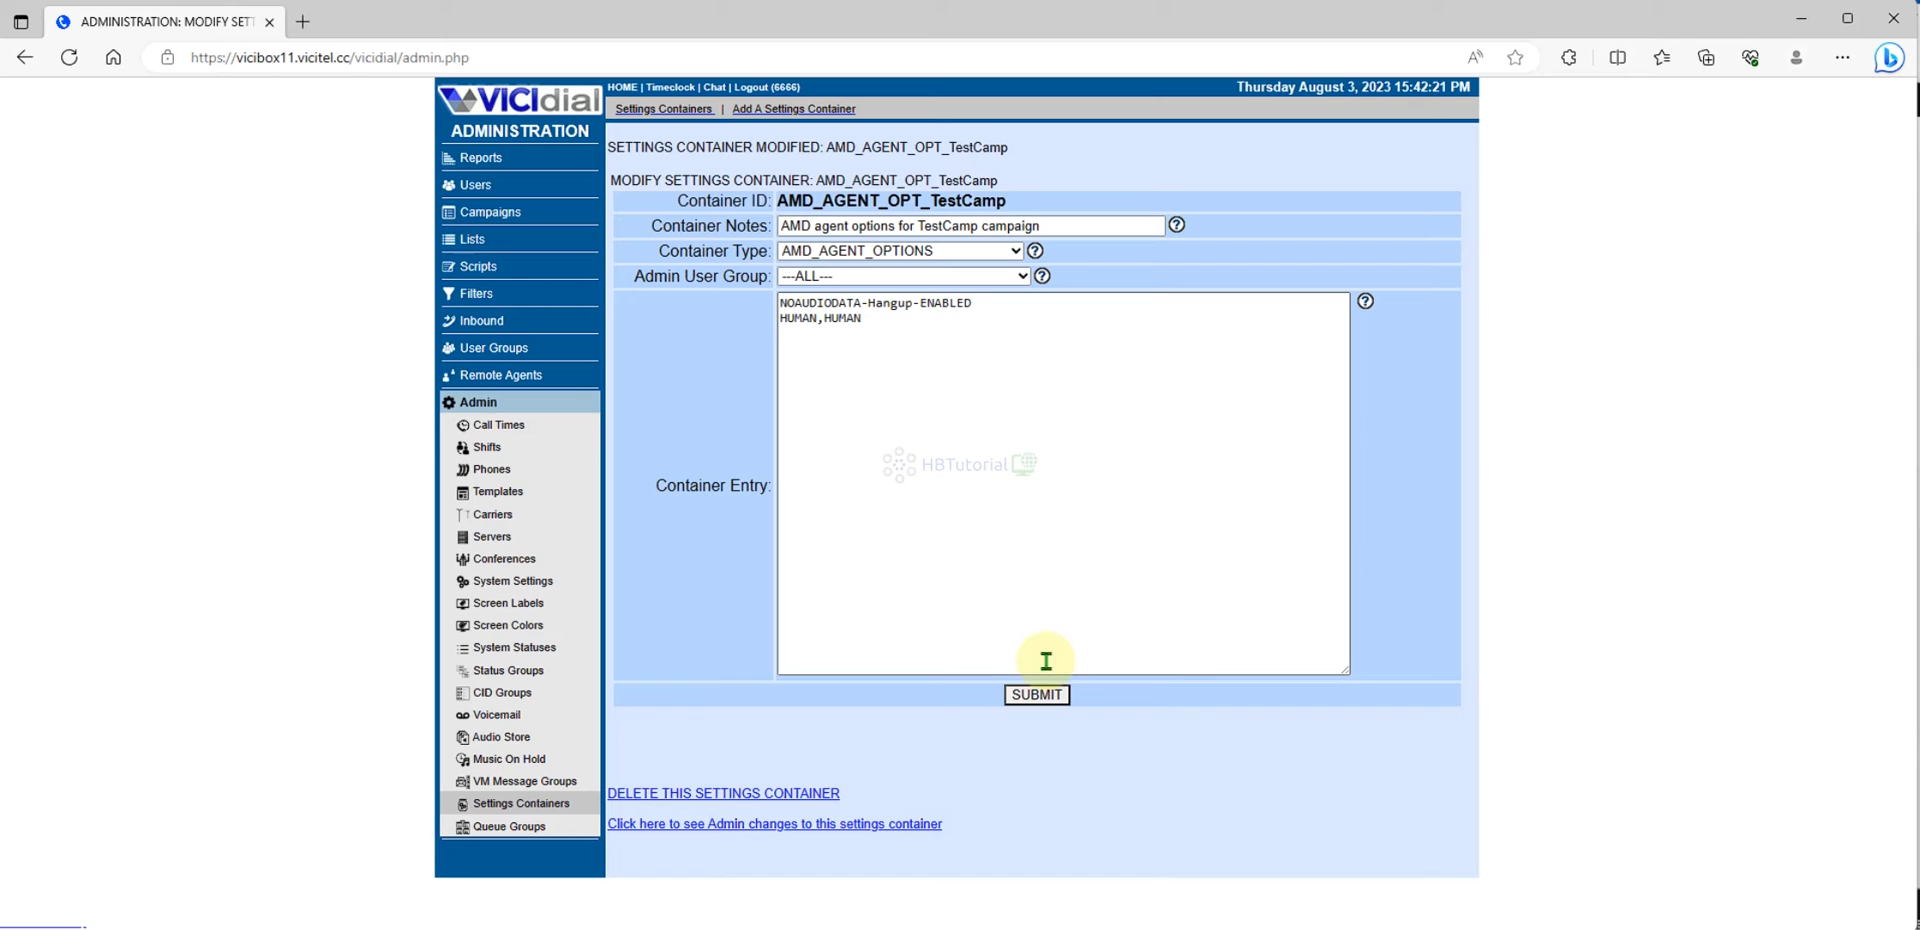 ADMINISTRATION: MODIFY SETT
https://vicibox11.vicitel.cc/vicidial/admin.php
VICIdial
HOME | Timeclock | Chat | Logout (6666)
Thursday August 3, 2023 15:42:21 PM
Settings Containers | Add A Settings Container
ADMINISTRATION
Reports
Users
Campaigns
Lists
Scripts
Filters
Inbound
User Groups
Remote Agents
Admin
Call Times
Shifts
Phones
Templates
Carriers
Servers
Conferences
System Settings
Screen Labels
Screen Colors
System Statuses
Status Groups
CID Groups
Voicemail
Audio Store
Music On Hold
VM Message Groups
Settings Containers
Queue Groups
SETTINGS CONTAINER MODIFIED: AMD_AGENT_OPT_TestCamp
MODIFY SETTINGS CONTAINER: AMD_AGENT_OPT_TestCamp
Container ID: AMD_AGENT_OPT_TestCamp
Container Notes: AMD agent options for TestCamp campaign
Container Type: AMD_AGENT_OPTIONS
Admin User Group: ---ALL---
Container Entry:
NOAUDIODATA-Hangup-ENABLED
HUMAN,HUMAN
HBTutorial
SUBMIT
DELETE THIS SETTINGS CONTAINER
Click here to see Admin changes to this settings container